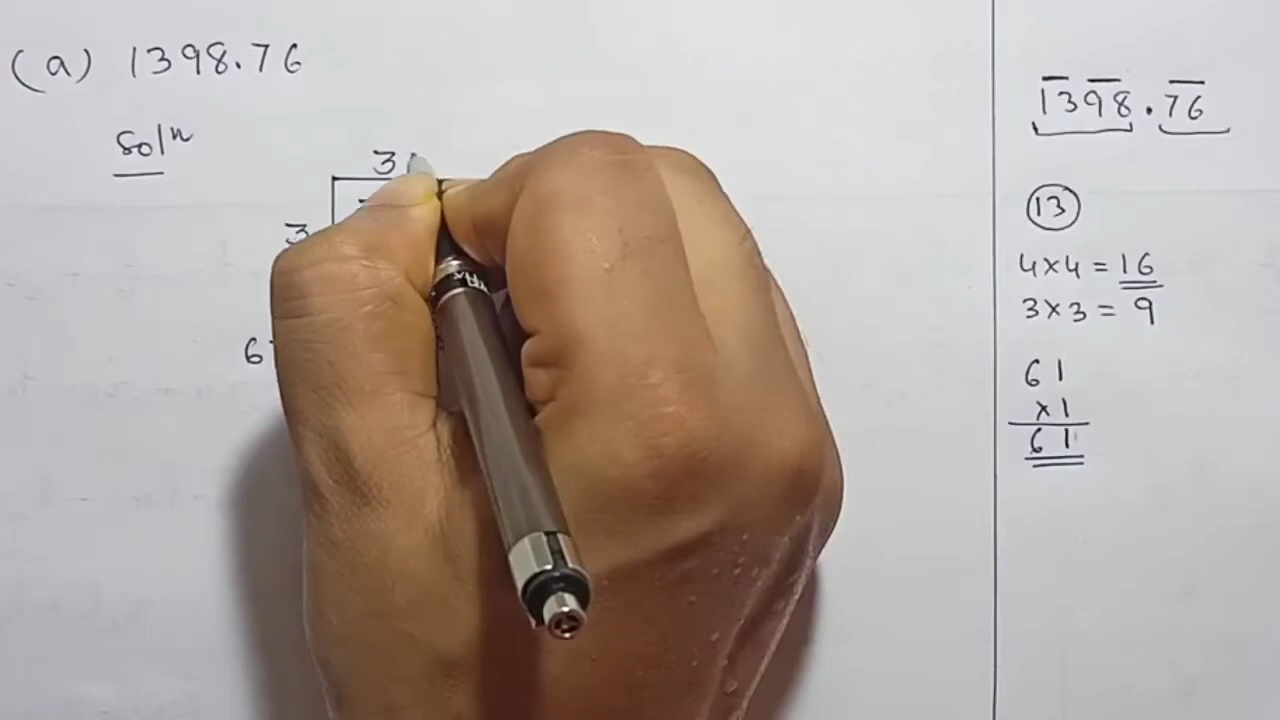 (a) 1398.76
Solⁿ
3
3
6
1398.76
13
4×4 = 16
3×3 = 9
61
×1
61